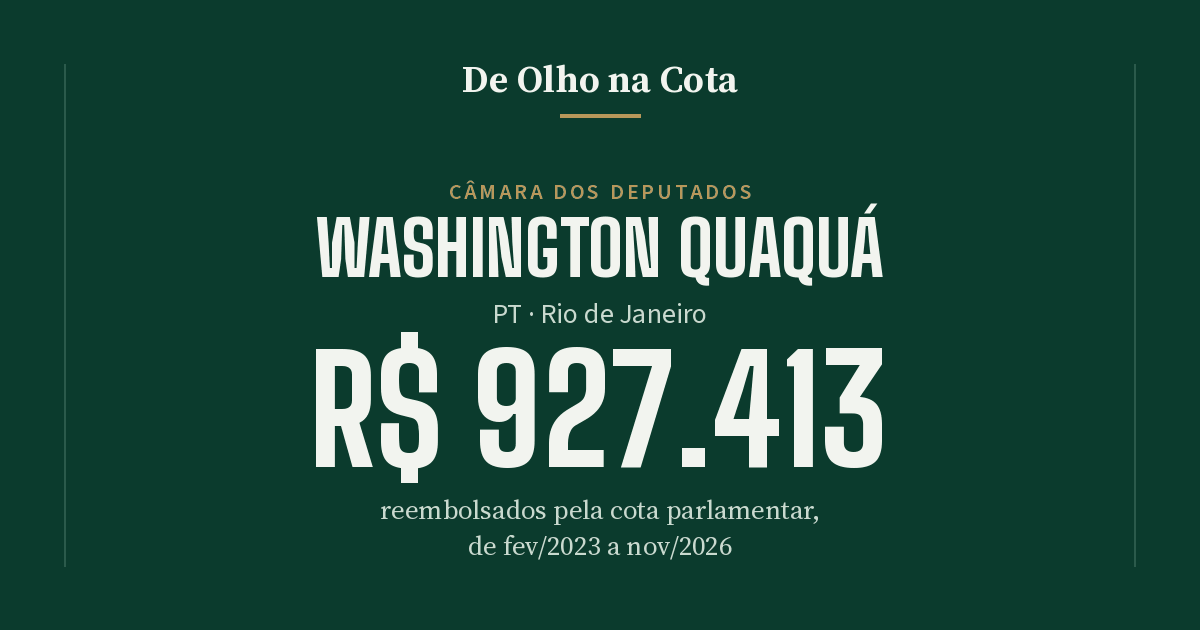 De Olho na Cota
CÂMARA DOS DEPUTADOS
WASHINGTON QUAQUÁ
PT · Rio de Janeiro
R$ 927.413
reembolsados pela cota parlamentar,
de fev/2023 a nov/2026